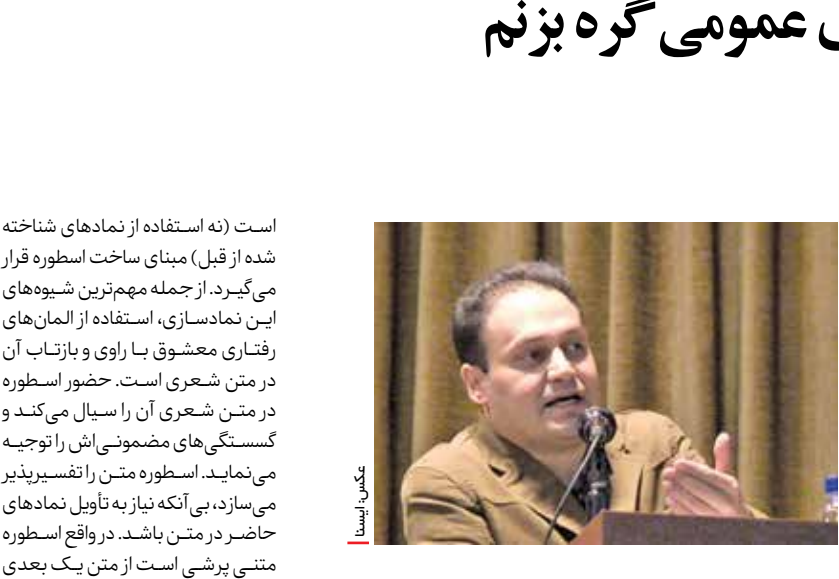 عمومی گره بزنم
است (نه استفاده از نمادهای شناخته
شده از قبل) مبنای ساخت اسطوره قرار
می‌گیرد. از جمله مهم‌ترین شیوه‌های
این نمادسازی، استفاده از المان‌های
رفتاری معشوق با راوی و بازتاب آن
در متن شعری است. حضور اسطوره
در متن شعری آن را سیال می‌کند و
گسستگی‌های مضمونی‌اش را توجیه
می‌نماید. اسطوره متن را تفسیرپذیر
می‌سازد، بی‌آنکه نیاز به تأویل نمادهای
حاضر در متن باشد. در واقع اسطوره
متنی پرشی است از متن یک بعدی
عکس: ایسنا